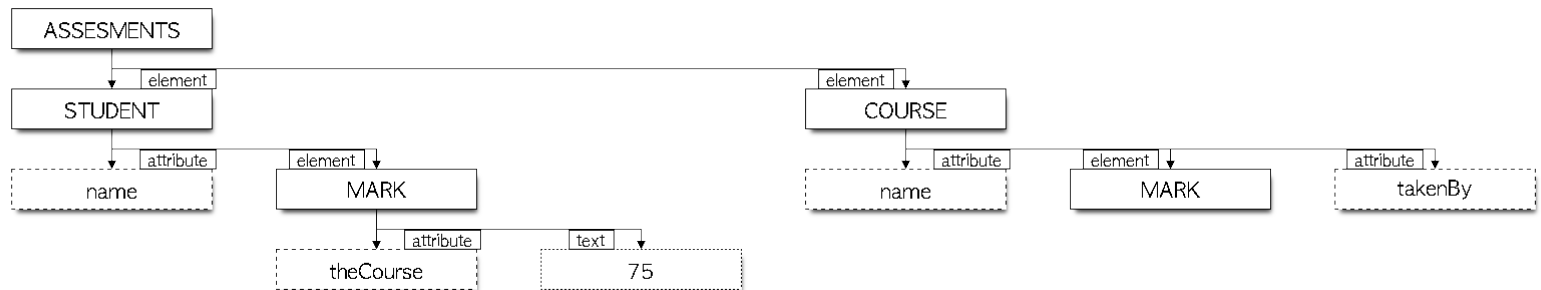 ASSESMENTS
element
element
STUDENT
COURSE
attribute
element
attribute
element
attribute
name
MARK
name
MARK
takenBy
attribute
text
theCourse
75